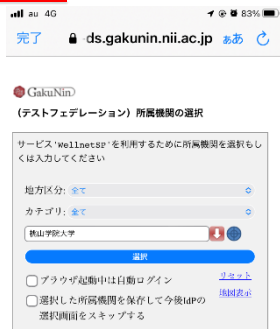 au 4G 83%
完了 ds.gakunin.nii.ac.jp ぁあ
GakuNin
(テストフェデレーション) 所属機関の選択
サービス'WellnetSP'を利用するために所属機関を選択もし
くは入力してください
地方区分: 全て
カテゴリ: 全て
桃山学院大学
選択
ブラウザ起動中は自動ログイン
リセット
選択した所属機関を保存して今後IdPの
選択画面をスキップする
地図表示